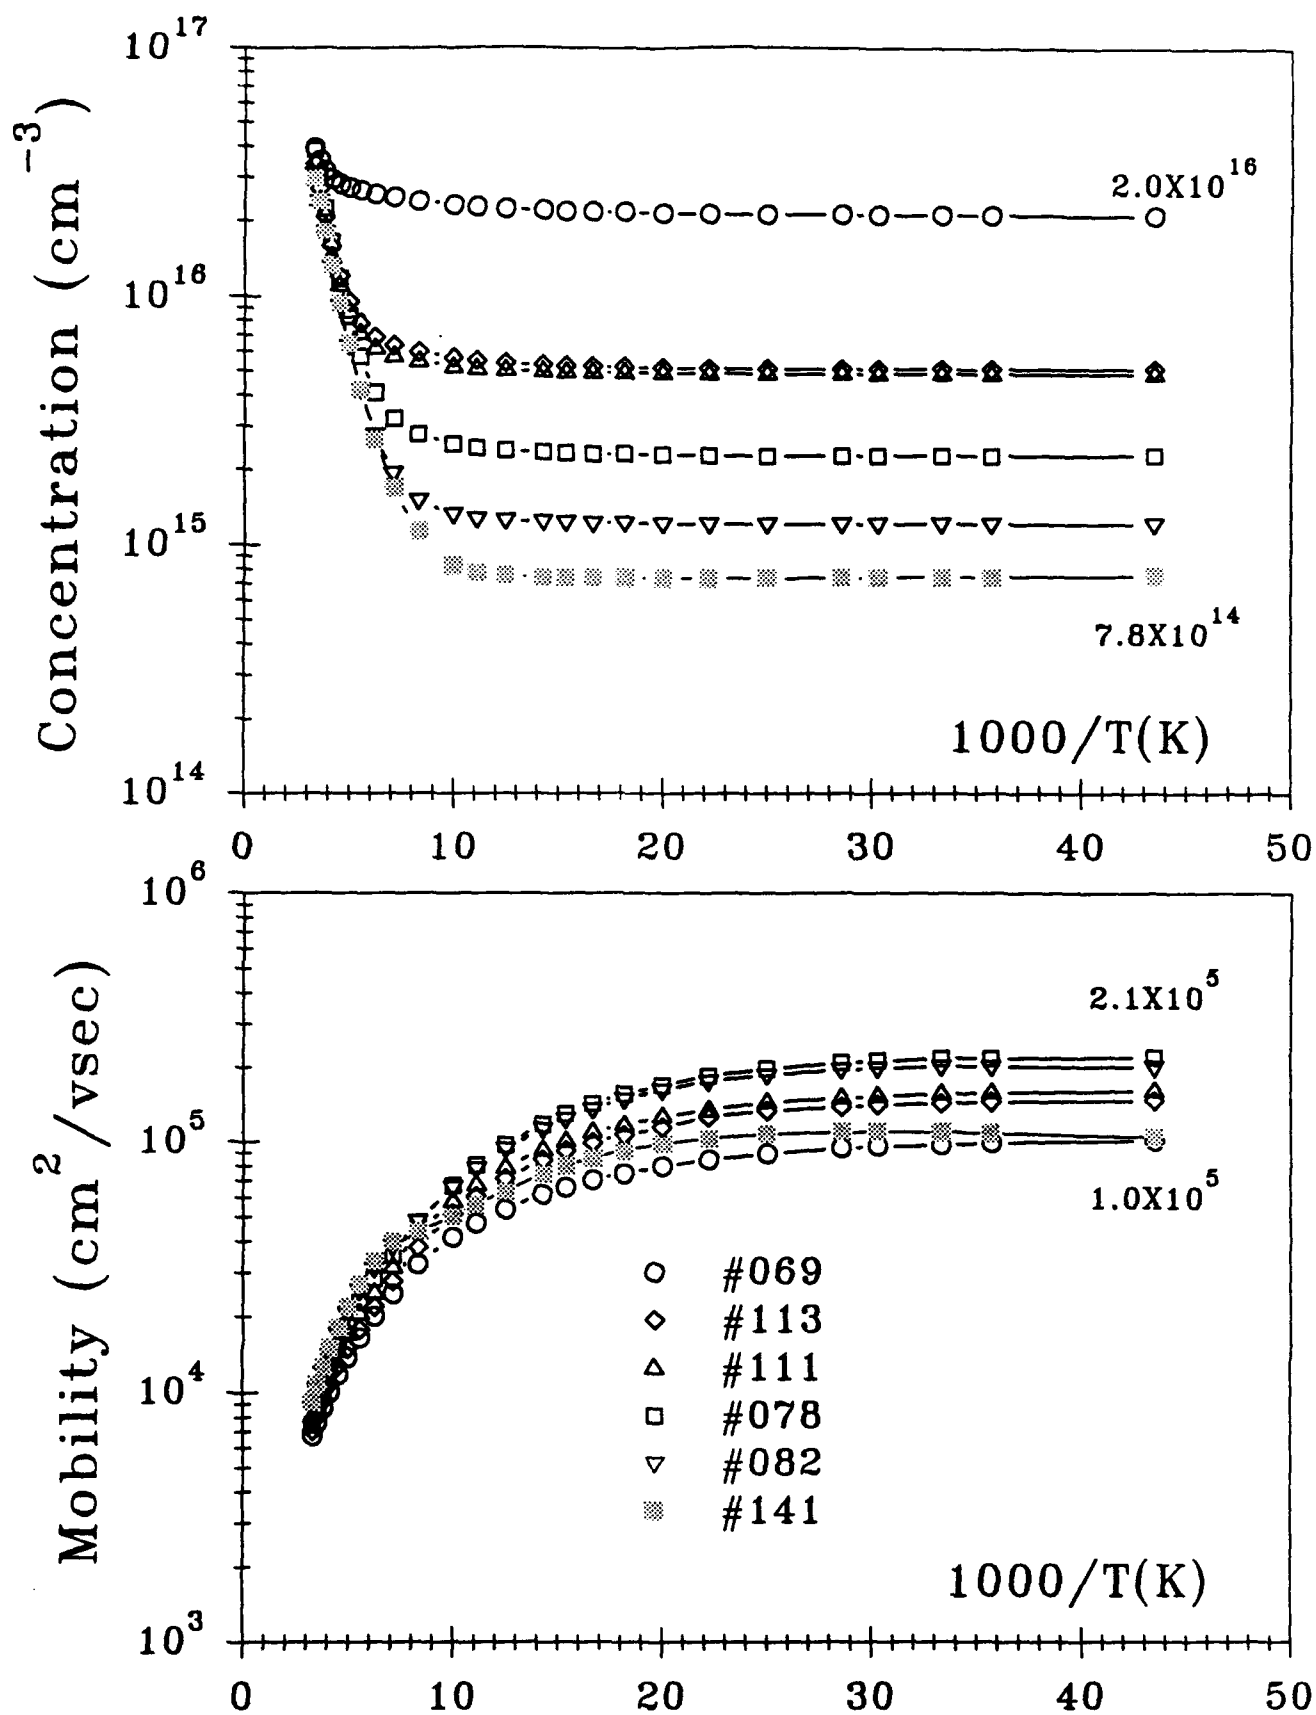 10^17
2.0X10^16
10^16
Concentration (cm^-3)
10^15
7.8X10^14
1000/T(K)
10^14
0 10 20 30 40 50
10^6
2.1X10^5
10^5
1.0X10^5
Mobility (cm^2/vsec)
#069
#113
#111
10^4
#078
#082
#141
1000/T(K)
10^3
0 10 20 30 40 50